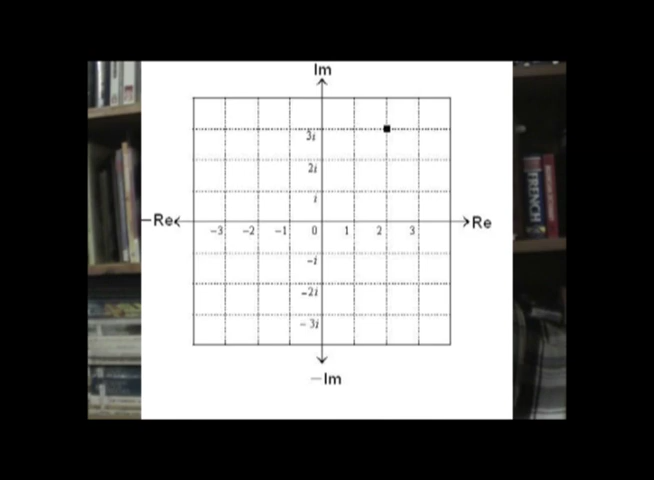 Im
3i
2i
i
−Re
Re
−3 −2 −1 0 1 2 3
−i
−2i
−3i
−Im
FRENCH